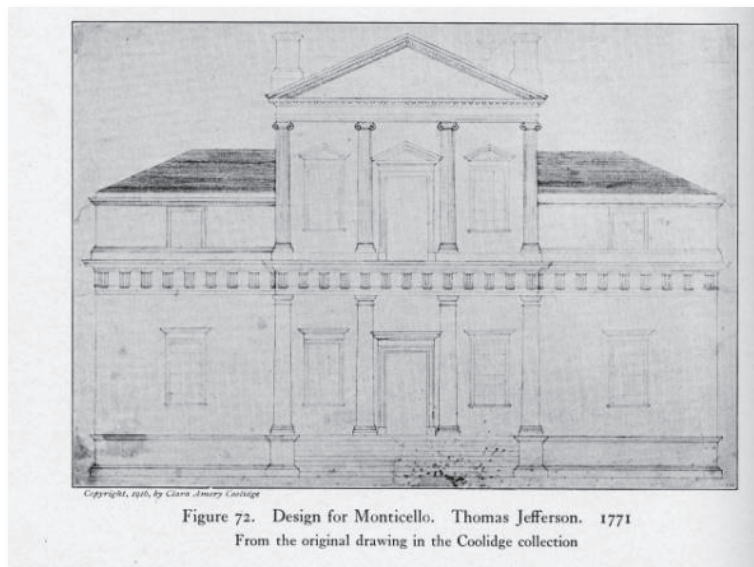 Copyright, 1916, by Clara Amory Coolidge
Figure 72. Design for Monticello. Thomas Jefferson. 1771
From the original drawing in the Coolidge collection